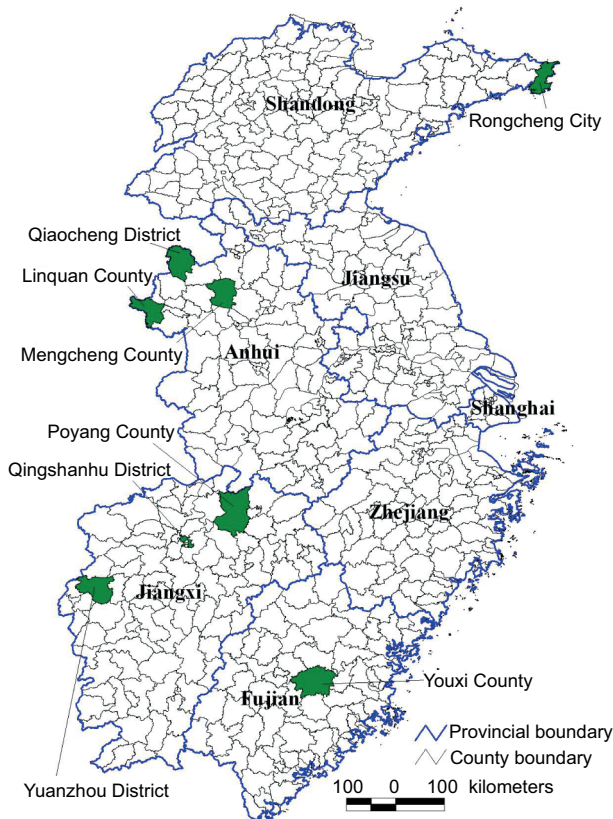 Shandong
Rongcheng City
Qiaocheng District
Linquan County
Jiangsu
Mengcheng County
Anhui
Shanghai
Poyang County
Qingshanhu District
Zhejiang
Jiangxi
Youxi County
Fujian
Provincial boundary
County boundary
Yuanzhou District
100 0 100 kilometers